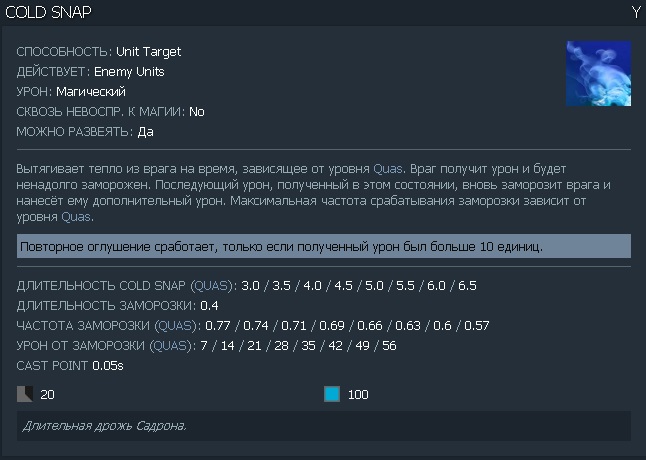 COLD SNAP Y
СПОСОБНОСТЬ: Unit Target
ДЕЙСТВУЕТ: Enemy Units
УРОН: Магический
СКВОЗЬ НЕВОСПР. К МАГИИ: No
МОЖНО РАЗВЕЯТЬ: Да
Вытягивает тепло из врага на время, зависящее от уровня Quas. Враг получит урон и будет
ненадолго заморожен. Последующий урон, полученный в этом состоянии, вновь заморозит врага и
нанесёт ему дополнительный урон. Максимальная частота срабатывания заморозки зависит от
уровня Quas.
Повторное оглушение сработает, только если полученный урон был больше 10 единиц.
ДЛИТЕЛЬНОСТЬ COLD SNAP (QUAS): 3.0 / 3.5 / 4.0 / 4.5 / 5.0 / 5.5 / 6.0 / 6.5
ДЛИТЕЛЬНОСТЬ ЗАМОРОЗКИ: 0.4
ЧАСТОТА ЗАМОРОЗКИ (QUAS): 0.77 / 0.74 / 0.71 / 0.69 / 0.66 / 0.63 / 0.6 / 0.57
УРОН ОТ ЗАМОРОЗКИ (QUAS): 7 / 14 / 21 / 28 / 35 / 42 / 49 / 56
CAST POINT 0.05s
20 100
Длительная дрожь Садрона.